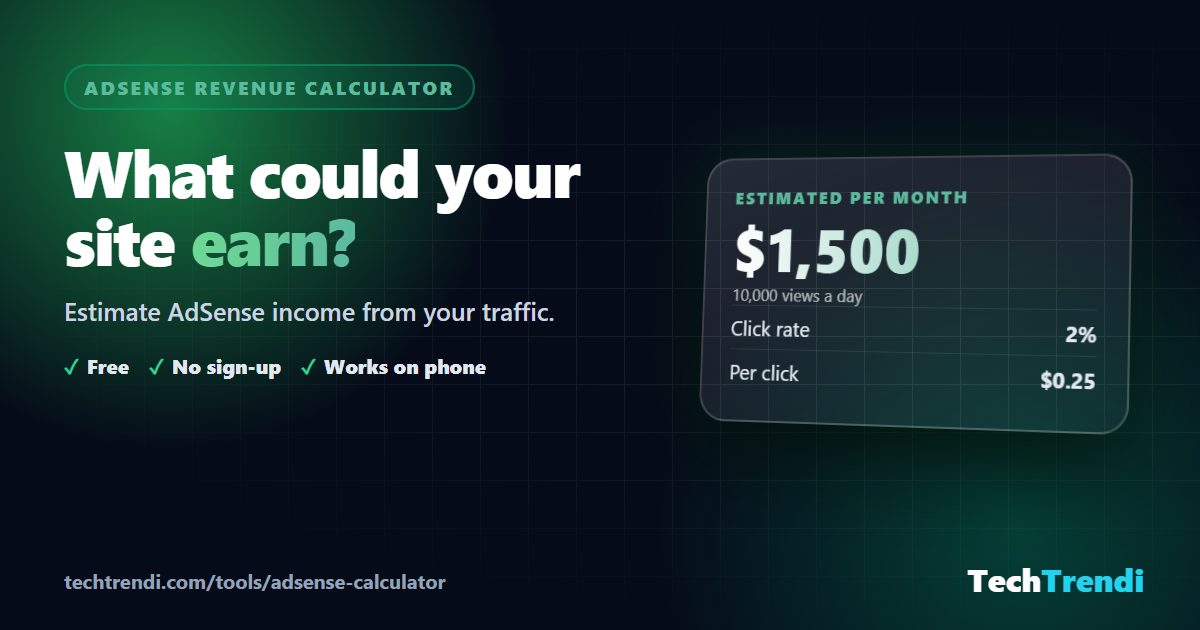 ADSENSE REVENUE CALCULATOR
What could your
site earn?
Estimate AdSense income from your traffic.
✓ Free ✓ No sign-up ✓ Works on phone
ESTIMATED PER MONTH
$1,500
10,000 views a day
Click rate 2%
Per click $0.25
techtrendi.com/tools/adsense-calculator
TechTrendi